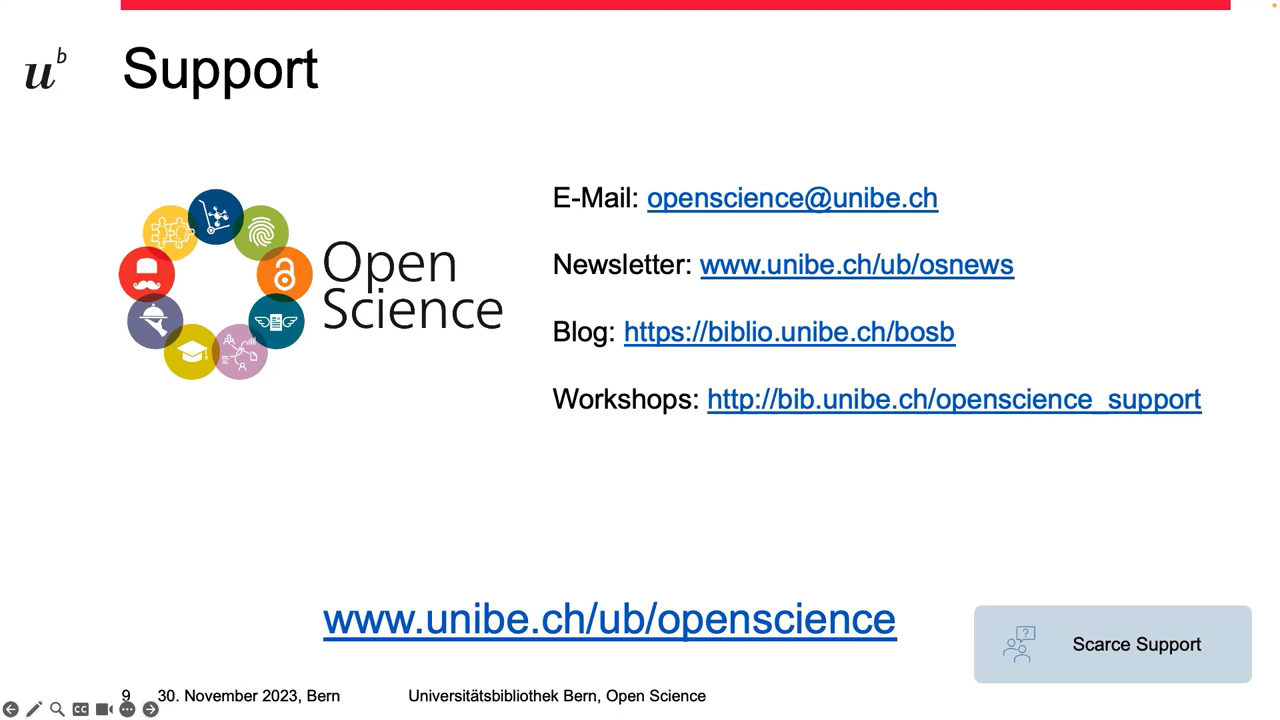 u b
Support
Open
Science
E-Mail: openscience@unibe.ch
Newsletter: www.unibe.ch/ub/osnews
Blog: https://biblio.unibe.ch/bosb
Workshops: http://bib.unibe.ch/openscience_support
www.unibe.ch/ub/openscience
?
Scarce Support
9 30. November 2023, Bern Universitätsbibliothek Bern, Open Science
CC